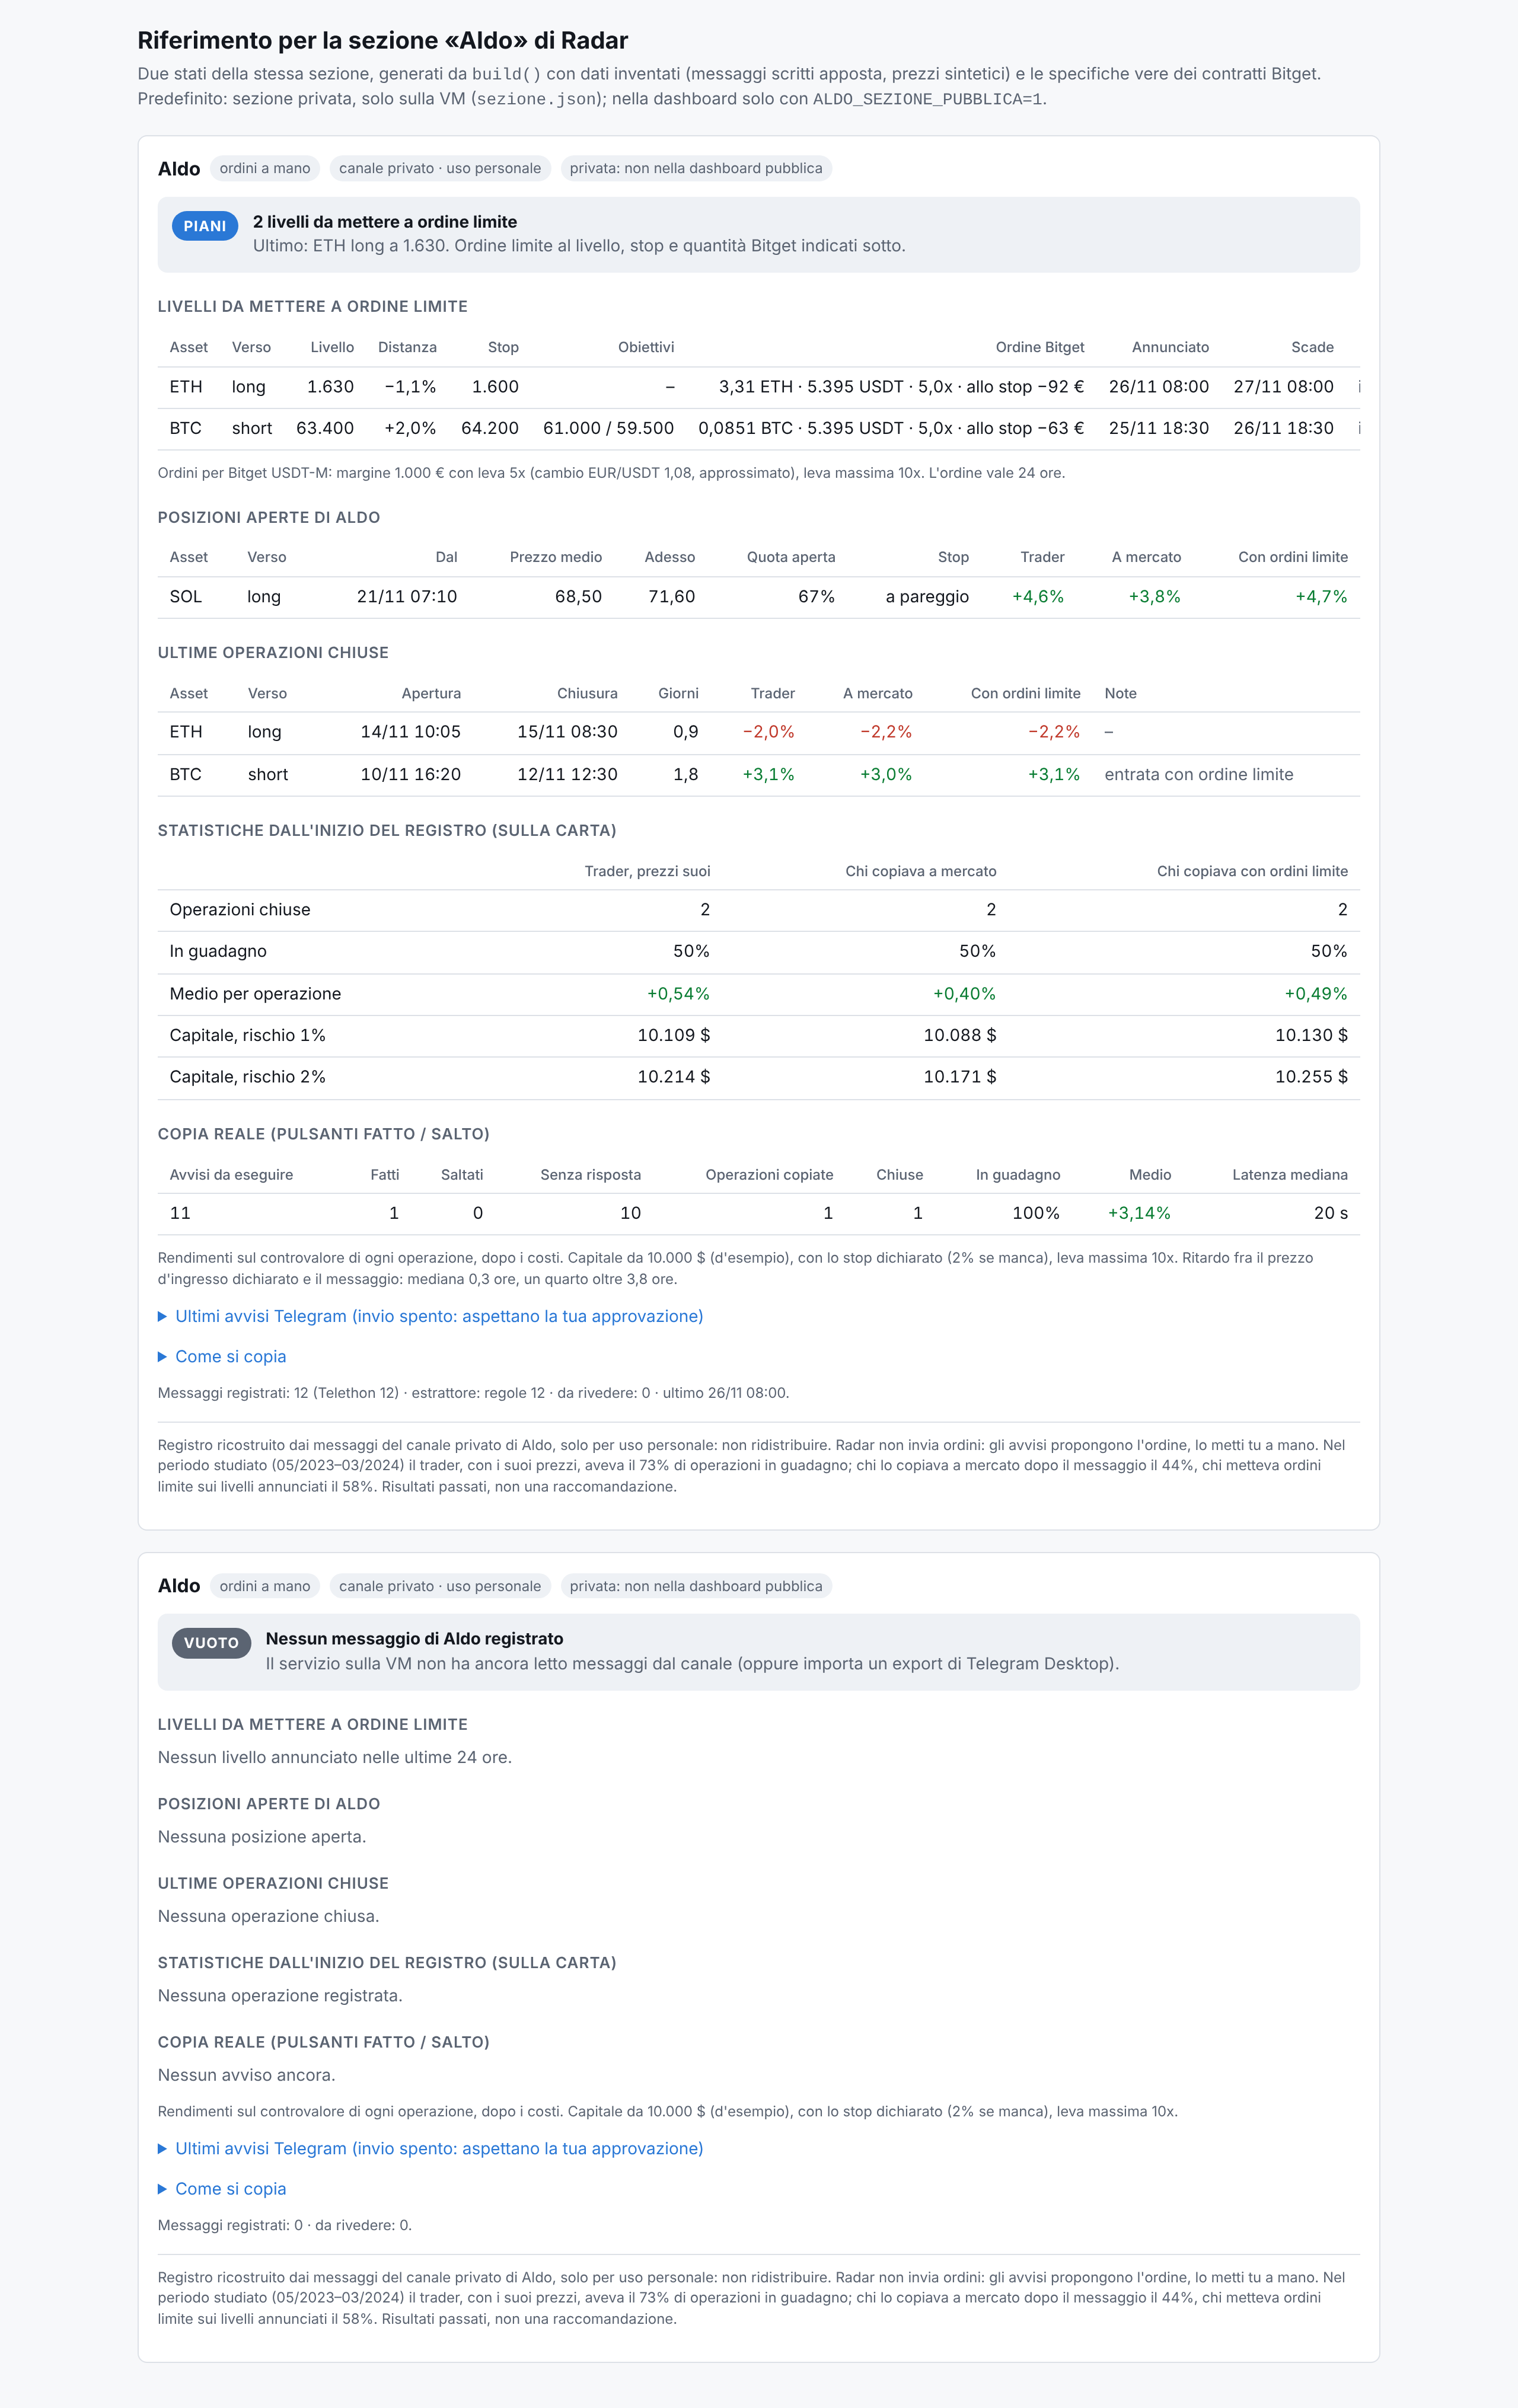 Riferimento per la sezione «Aldo» di Radar
Due stati della stessa sezione, generati da build() con dati inventati (messaggi scritti apposta, prezzi sintetici) e le specifiche vere dei contratti Bitget.
Predefinito: sezione privata, solo sulla VM (sezione.json); nella dashboard solo con ALDO_SEZIONE_PUBBLICA=1.
Aldo ordini a mano canale privato · uso personale privata: non nella dashboard pubblica
PIANI 2 livelli da mettere a ordine limite
Ultimo: ETH long a 1.630. Ordine limite al livello, stop e quantità Bitget indicati sotto.
LIVELLI DA METTERE A ORDINE LIMITE
Asset Verso Livello Distanza Stop Obiettivi Ordine Bitget Annunciato Scade
ETH long 1.630 −1,1% 1.600 – 3,31 ETH · 5.395 USDT · 5,0x · allo stop −92 € 26/11 08:00 27/11 08:00
BTC short 63.400 +2,0% 64.200 61.000 / 59.500 0,0851 BTC · 5.395 USDT · 5,0x · allo stop −63 € 25/11 18:30 26/11 18:30
Ordini per Bitget USDT-M: margine 1.000 € con leva 5x (cambio EUR/USDT 1,08, approssimato), leva massima 10x. L'ordine vale 24 ore.
POSIZIONI APERTE DI ALDO
Asset Verso Dal Prezzo medio Adesso Quota aperta Stop Trader A mercato Con ordini limite
SOL long 21/11 07:10 68,50 71,60 67% a pareggio +4,6% +3,8% +4,7%
ULTIME OPERAZIONI CHIUSE
Asset Verso Apertura Chiusura Giorni Trader A mercato Con ordini limite Note
ETH long 14/11 10:05 15/11 08:30 0,9 −2,0% −2,2% −2,2% –
BTC short 10/11 16:20 12/11 12:30 1,8 +3,1% +3,0% +3,1% entrata con ordine limite
STATISTICHE DALL'INIZIO DEL REGISTRO (SULLA CARTA)
Trader, prezzi suoi Chi copiava a mercato Chi copiava con ordini limite
Operazioni chiuse 2 2 2
In guadagno 50% 50% 50%
Medio per operazione +0,54% +0,40% +0,49%
Capitale, rischio 1% 10.109 $ 10.088 $ 10.130 $
Capitale, rischio 2% 10.214 $ 10.171 $ 10.255 $
COPIA REALE (PULSANTI FATTO / SALTO)
Avvisi da eseguire Fatti Saltati Senza risposta Operazioni copiate Chiuse In guadagno Medio Latenza mediana
11 1 0 10 1 1 100% +3,14% 20 s
Rendimenti sul controvalore di ogni operazione, dopo i costi. Capitale da 10.000 $ (d'esempio), con lo stop dichiarato (2% se manca), leva massima 10x. Ritardo fra il prezzo
d'ingresso dichiarato e il messaggio: mediana 0,3 ore, un quarto oltre 3,8 ore.
▶ Ultimi avvisi Telegram (invio spento: aspettano la tua approvazione)
▶ Come si copia
Messaggi registrati: 12 (Telethon 12) · estrattore: regole 12 · da rivedere: 0 · ultimo 26/11 08:00.
Registro ricostruito dai messaggi del canale privato di Aldo, solo per uso personale: non ridistribuire. Radar non invia ordini: gli avvisi propongono l'ordine, lo metti tu a mano. Nel
periodo studiato (05/2023–03/2024) il trader, con i suoi prezzi, aveva il 73% di operazioni in guadagno; chi lo copiava a mercato dopo il messaggio il 44%, chi metteva ordini
limite sui livelli annunciati il 58%. Risultati passati, non una raccomandazione.
Aldo ordini a mano canale privato · uso personale privata: non nella dashboard pubblica
VUOTO Nessun messaggio di Aldo registrato
Il servizio sulla VM non ha ancora letto messaggi dal canale (oppure importa un export di Telegram Desktop).
LIVELLI DA METTERE A ORDINE LIMITE
Nessun livello annunciato nelle ultime 24 ore.
POSIZIONI APERTE DI ALDO
Nessuna posizione aperta.
ULTIME OPERAZIONI CHIUSE
Nessuna operazione chiusa.
STATISTICHE DALL'INIZIO DEL REGISTRO (SULLA CARTA)
Nessuna operazione registrata.
COPIA REALE (PULSANTI FATTO / SALTO)
Nessun avviso ancora.
Rendimenti sul controvalore di ogni operazione, dopo i costi. Capitale da 10.000 $ (d'esempio), con lo stop dichiarato (2% se manca), leva massima 10x.
▶ Ultimi avvisi Telegram (invio spento: aspettano la tua approvazione)
▶ Come si copia
Messaggi registrati: 0 · da rivedere: 0.
Registro ricostruito dai messaggi del canale privato di Aldo, solo per uso personale: non ridistribuire. Radar non invia ordini: gli avvisi propongono l'ordine, lo metti tu a mano. Nel
periodo studiato (05/2023–03/2024) il trader, con i suoi prezzi, aveva il 73% di operazioni in guadagno; chi lo copiava a mercato dopo il messaggio il 44%, chi metteva ordini
limite sui livelli annunciati il 58%. Risultati passati, non una raccomandazione.